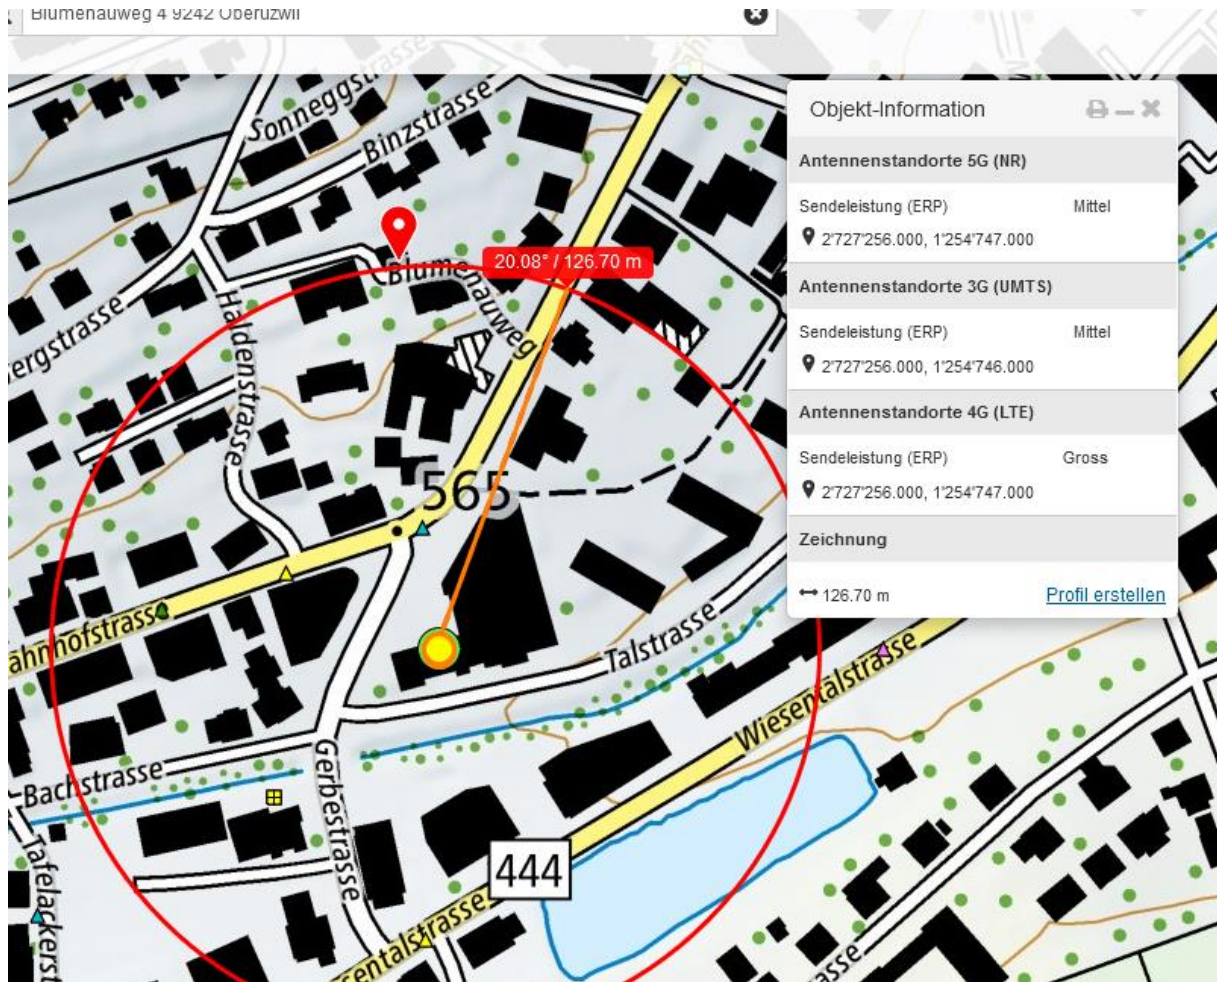 Blumenauweg 4 9242 Oberuzwil
Objekt-Information
Antennenstandorte 5G (NR)
Sendeleistung (ERP) Mittel
2'727'256.000, 1'254'747.000
Antennenstandorte 3G (UMTS)
Sendeleistung (ERP) Mittel
2'727'256.000, 1'254'746.000
Antennenstandorte 4G (LTE)
Sendeleistung (ERP) Gross
2'727'256.000, 1'254'747.000
Zeichnung
126.70 m Profil erstellen
Sonneggst
Binzstrasse
20.08° / 126.70 m
Blumenauweg
ergstrasse
Haldenstrasse
565
ahnhofstrasse
Talstrasse
Wiesentalstrasse
Bachstrasse
Gerbestrasse
444
Tafelackerst
sentalstrasse
rasse